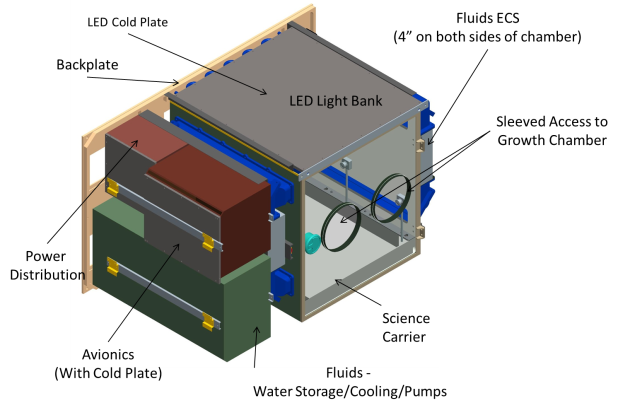 LED Cold Plate
Backplate
LED Light Bank
Fluids ECS
(4” on both sides of chamber)
Sleeved Access to
Growth Chamber
Power
Distribution
Avionics
(With Cold Plate)
Science
Carrier
Fluids -
Water Storage/Cooling/Pumps